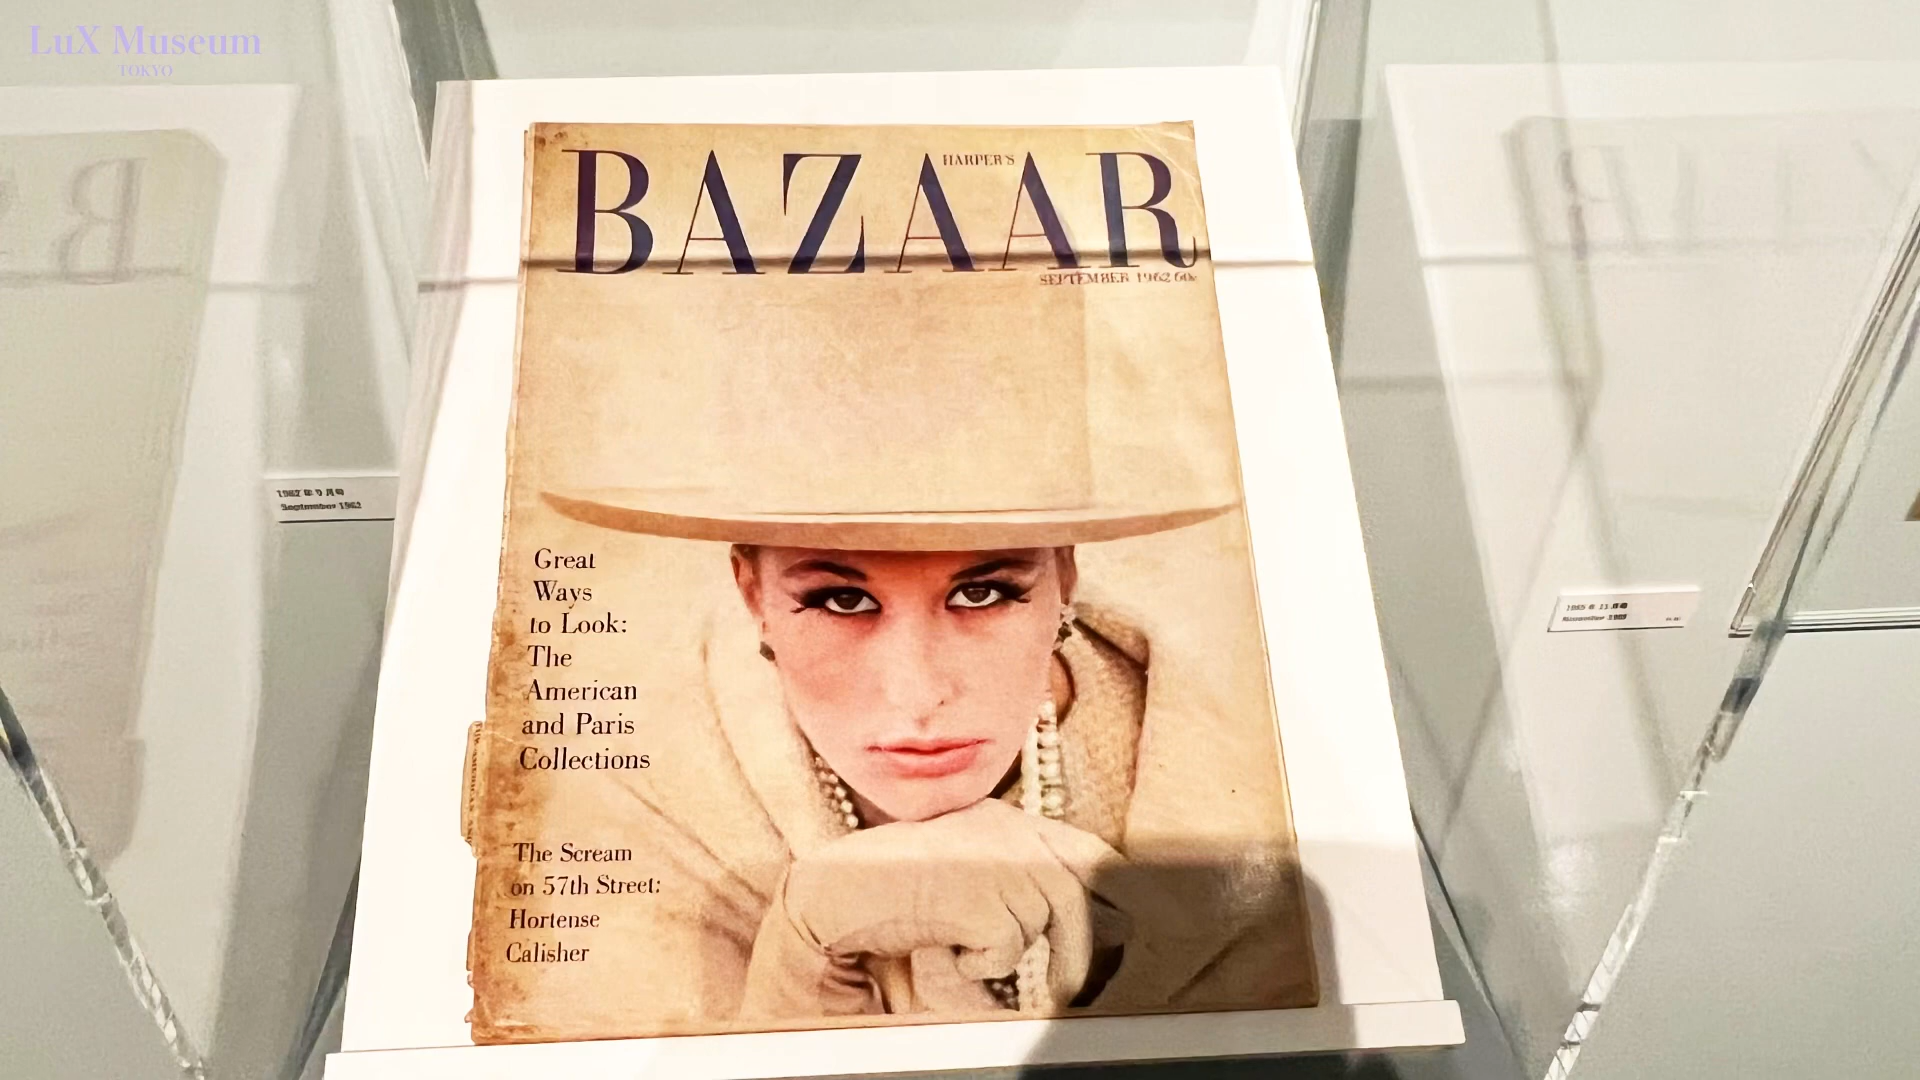 LuX Museum
TOKYO
HARPER'S
BAZAAR
SEPTEMBER 1962 60c
Great
Ways
to Look:
The
American
and Paris
Collections
The Scream
on 57th Street:
Hortense
Calisher
September 1962